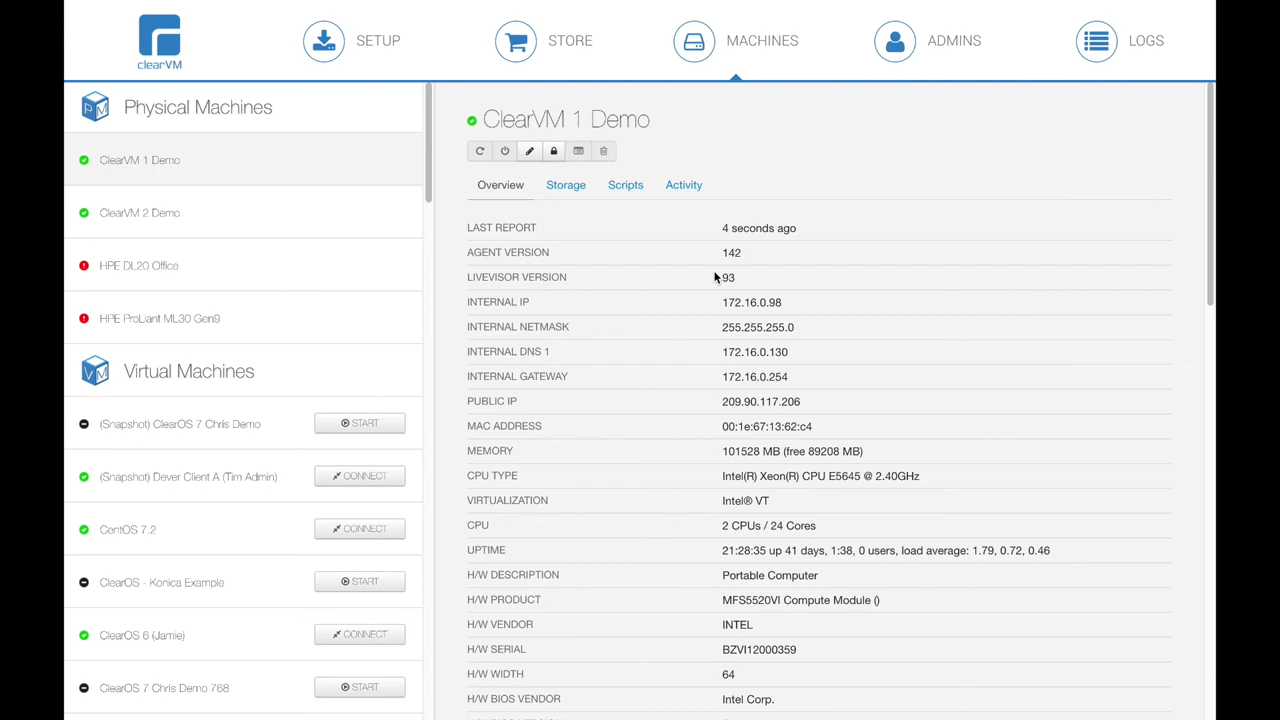 clearVM
SETUP
STORE
MACHINES
ADMINS
LOGS
PM
Physical Machines
ClearVM 1 Demo
ClearVM 2 Demo
HPE DL20 Office
HPE ProLiant ML30 Gen9
VM
Virtual Machines
(Snapshot) ClearOS 7 Chris Demo START
(Snapshot) Dever Client A (Tim Admin) CONNECT
CentOS 7.2 CONNECT
ClearOS - Konica Example START
ClearOS 6 (Jamie) CONNECT
ClearOS 7 Chris Demo 768 START
ClearVM 1 Demo
Overview Storage Scripts Activity
LAST REPORT 4 seconds ago
AGENT VERSION 142
LIVEVISOR VERSION 93
INTERNAL IP 172.16.0.98
INTERNAL NETMASK 255.255.255.0
INTERNAL DNS 1 172.16.0.130
INTERNAL GATEWAY 172.16.0.254
PUBLIC IP 209.90.117.206
MAC ADDRESS 00:1e:67:13:62:c4
MEMORY 101528 MB (free 89208 MB)
CPU TYPE Intel(R) Xeon(R) CPU E5645 @ 2.40GHz
VIRTUALIZATION Intel® VT
CPU 2 CPUs / 24 Cores
UPTIME 21:28:35 up 41 days, 1:38, 0 users, load average: 1.79, 0.72, 0.46
H/W DESCRIPTION Portable Computer
H/W PRODUCT MFS5520VI Compute Module ()
H/W VENDOR INTEL
H/W SERIAL BZVI12000359
H/W WIDTH 64
H/W BIOS VENDOR Intel Corp.